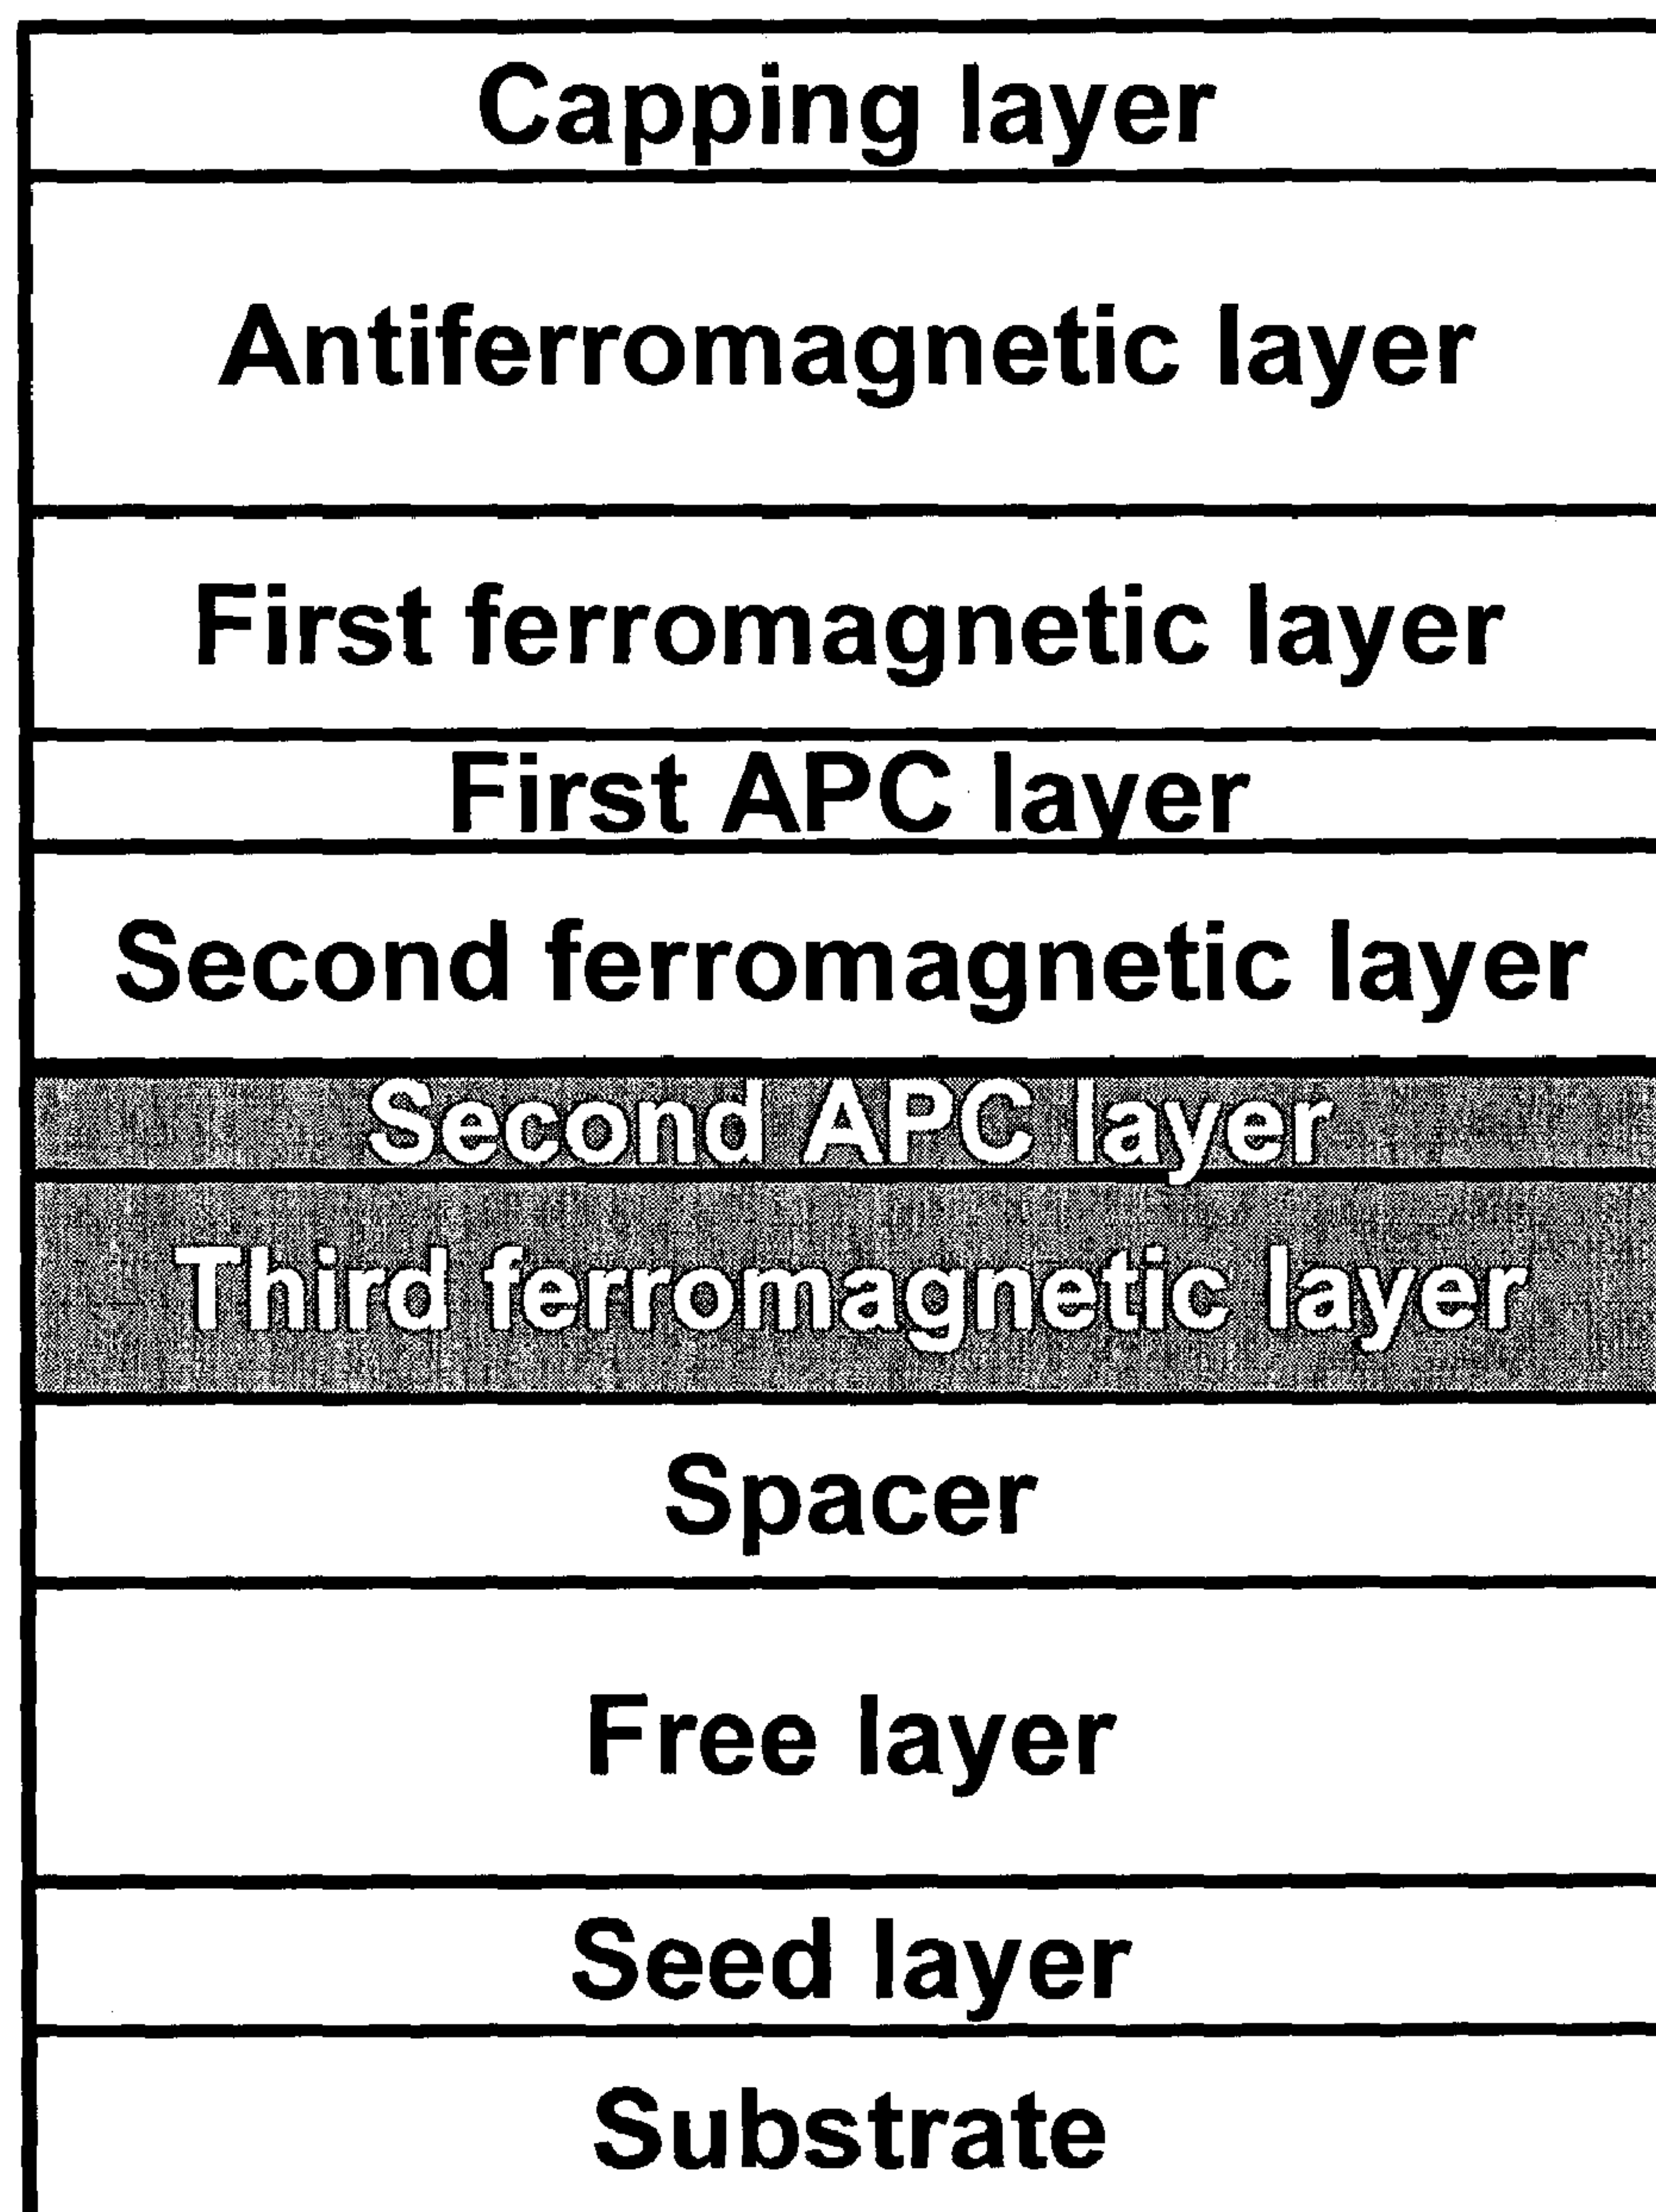 Capping layer
Antiferromagnetic layer
First ferromagnetic layer
First APC layer
Second ferromagnetic layer
Second APC layer
Third ferromagnetic layer
Spacer
Free layer
Seed layer
Substrate